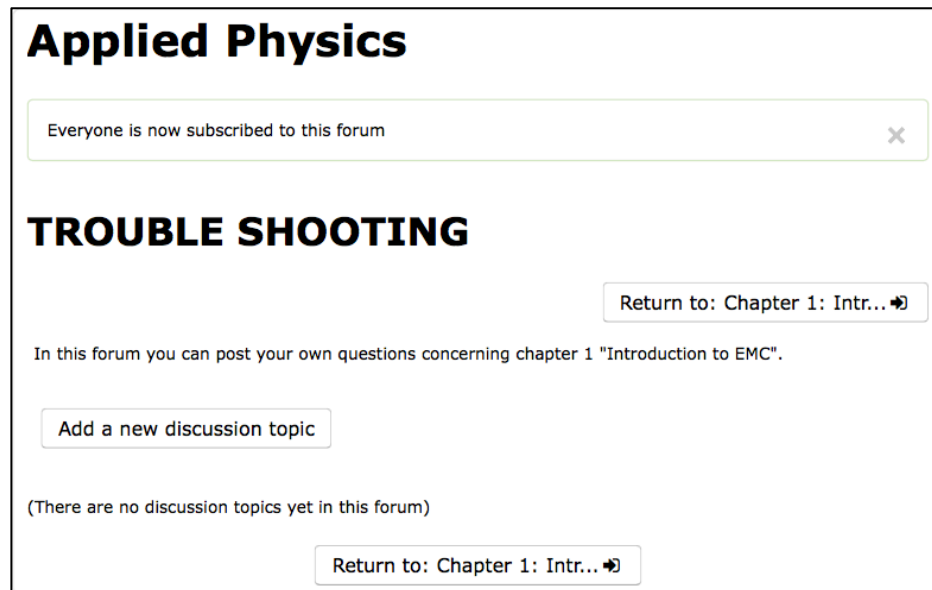 Applied Physics
Everyone is now subscribed to this forum
×
TROUBLE SHOOTING
Return to: Chapter 1: Intr...
In this forum you can post your own questions concerning chapter 1 "Introduction to EMC".
Add a new discussion topic
(There are no discussion topics yet in this forum)
Return to: Chapter 1: Intr...